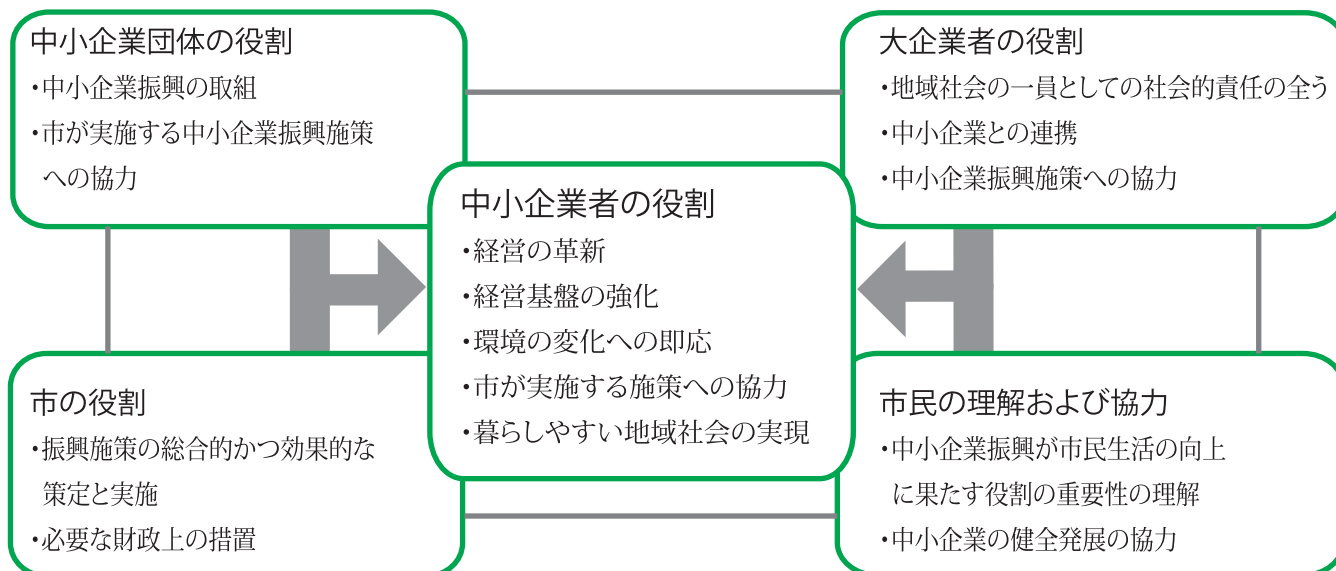 中小企業団体の役割
・中小企業振興の取組
・市が実施する中小企業振興施策
への協力
大企業者の役割
・地域社会の一員としての社会的責任の全う
・中小企業との連携
・中小企業振興施策への協力
中小企業者の役割
・経営の革新
・経営基盤の強化
・環境の変化への即応
・市が実施する施策への協力
・暮らしやすい地域社会の実現
市の役割
・振興施策の総合的かつ効果的な
策定と実施
・必要な財政上の措置
市民の理解および協力
・中小企業振興が市民生活の向上
に果たす役割の重要性の理解
・中小企業の健全発展の協力